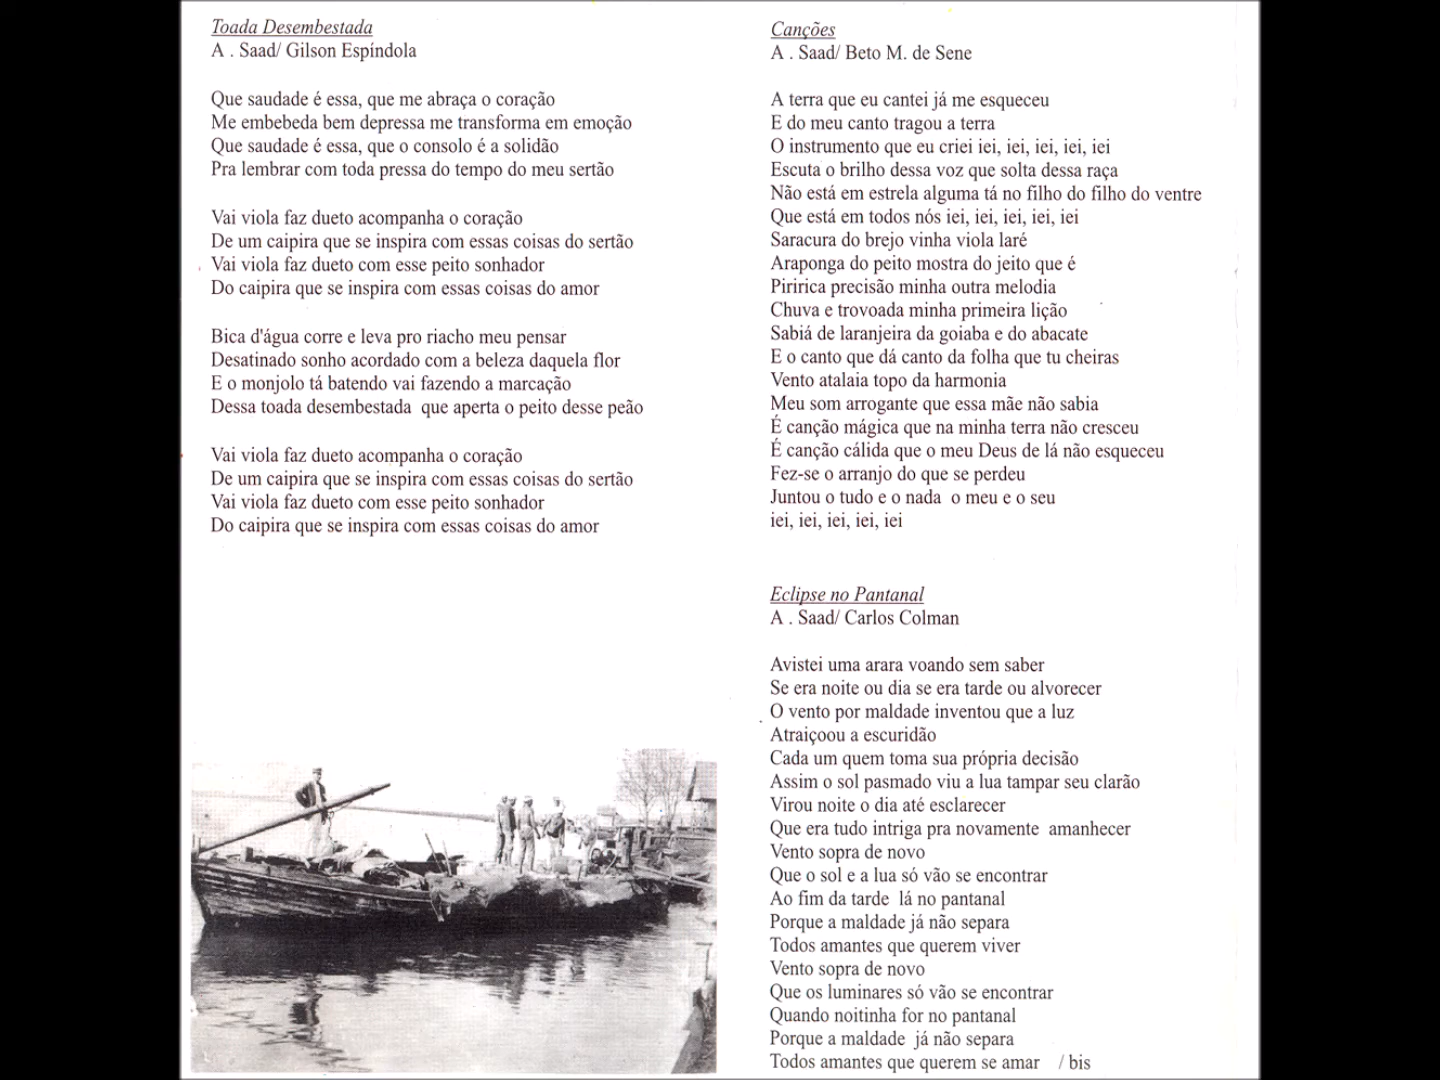 Toada Desembestada
A . Saad/ Gilson Espíndola
Que saudade é essa, que me abraça o coração
Me embebeda bem depressa me transforma em emoção
Que saudade é essa, que o consolo é a solidão
Pra lembrar com toda pressa do tempo do meu sertão
Vai viola faz dueto acompanha o coração
De um caipira que se inspira com essas coisas do sertão
Vai viola faz dueto com esse peito sonhador
Do caipira que se inspira com essas coisas do amor
Bica d'água corre e leva pro riacho meu pensar
Desatinado sonho acordado com a beleza daquela flor
E o monjolo tá batendo vai fazendo a marcação
Dessa toada desembestada  que aperta o peito desse peão
Vai viola faz dueto acompanha o coração
De um caipira que se inspira com essas coisas do sertão
Vai viola faz dueto com esse peito sonhador
Do caipira que se inspira com essas coisas do amor
Canções
A . Saad/ Beto M. de Sene
A terra que eu cantei já me esqueceu
E do meu canto tragou a terra
O instrumento que eu criei iei, iei, iei, iei, iei
Escuta o brilho dessa voz que solta dessa raça
Não está em estrela alguma tá no filho do filho do ventre
Que está em todos nós iei, iei, iei, iei, iei
Saracura do brejo vinha viola laré
Araponga do peito mostra do jeito que é
Piririca precisão minha outra melodia
Chuva e trovoada minha primeira lição
Sabiá de laranjeira da goiaba e do abacate
E o canto que dá canto da folha que tu cheiras
Vento atalaia topo da harmonia
Meu som arrogante que essa mãe não sabia
É canção mágica que na minha terra não cresceu
É canção cálida que o meu Deus de lá não esqueceu
Fez-se o arranjo do que se perdeu
Juntou o tudo e o nada  o meu e o seu
iei, iei, iei, iei, iei
Eclipse no Pantanal
A . Saad/ Carlos Colman
Avistei uma arara voando sem saber
Se era noite ou dia se era tarde ou alvorecer
O vento por maldade inventou que a luz
Atraiçoou a escuridão
Cada um quem toma sua própria decisão
Assim o sol pasmado viu a lua tampar seu clarão
Virou noite o dia até esclarecer
Que era tudo intriga pra novamente  amanhecer
Vento sopra de novo
Que o sol e a lua só vão se encontrar
Ao fim da tarde  lá no pantanal
Porque a maldade já não separa
Todos amantes que querem viver
Vento sopra de novo
Que os luminares só vão se encontrar
Quando noitinha for no pantanal
Porque a maldade  já não separa
Todos amantes que querem se amar    / bis